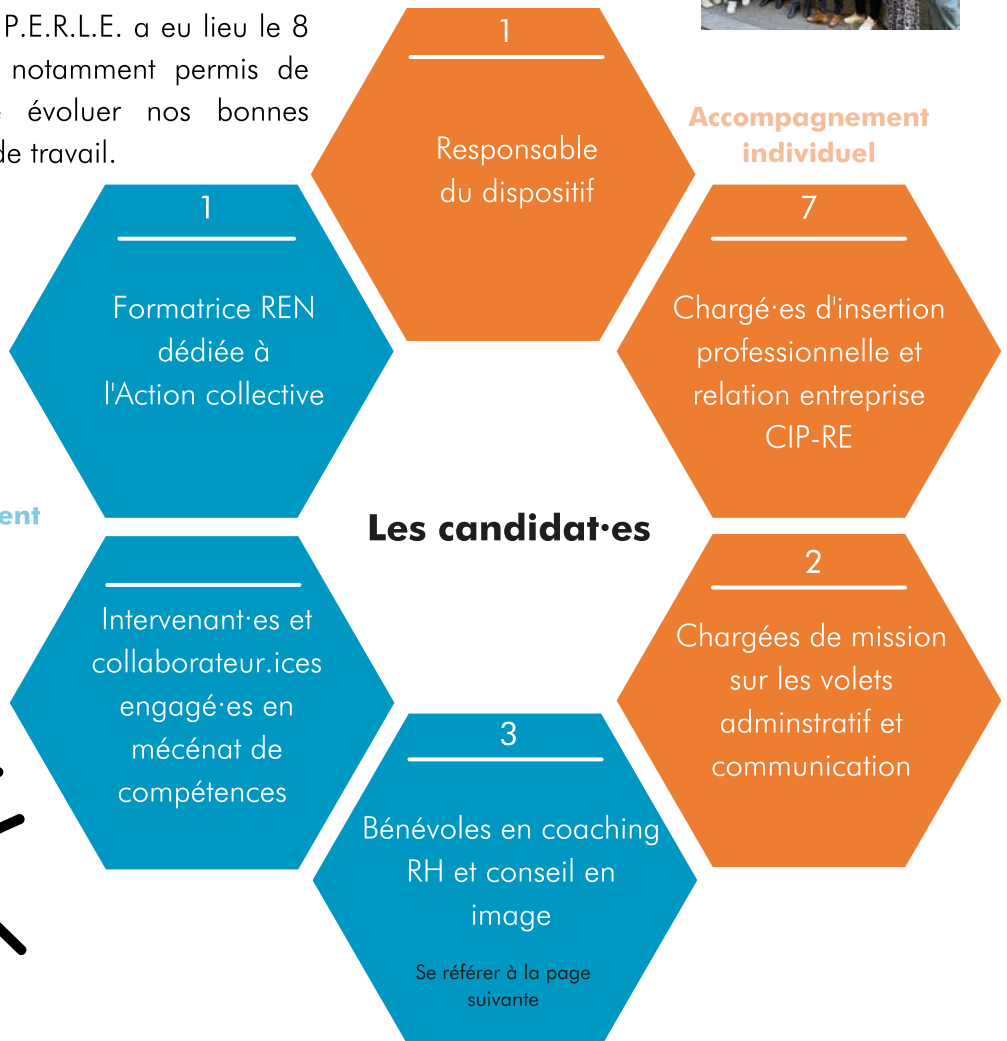 P.E.R.L.E. a eu lieu le 8
notamment permis de
évoluer nos bonnes
de travail.
1
Responsable
du dispositif
Accompagnement
individuel
1
Formatrice REN
dédiée à
l'Action collective
7
Chargé·es d'insertion
professionnelle et
relation entreprise
CIP-RE
Les candidat·es
Intervenant·es et
collaborateur.ices
engagé·es en
mécénat de
compétences
2
Chargées de mission
sur les volets
adminstratif et
communication
3
Bénévoles en coaching
RH et conseil en
image
Se référer à la page
suivante